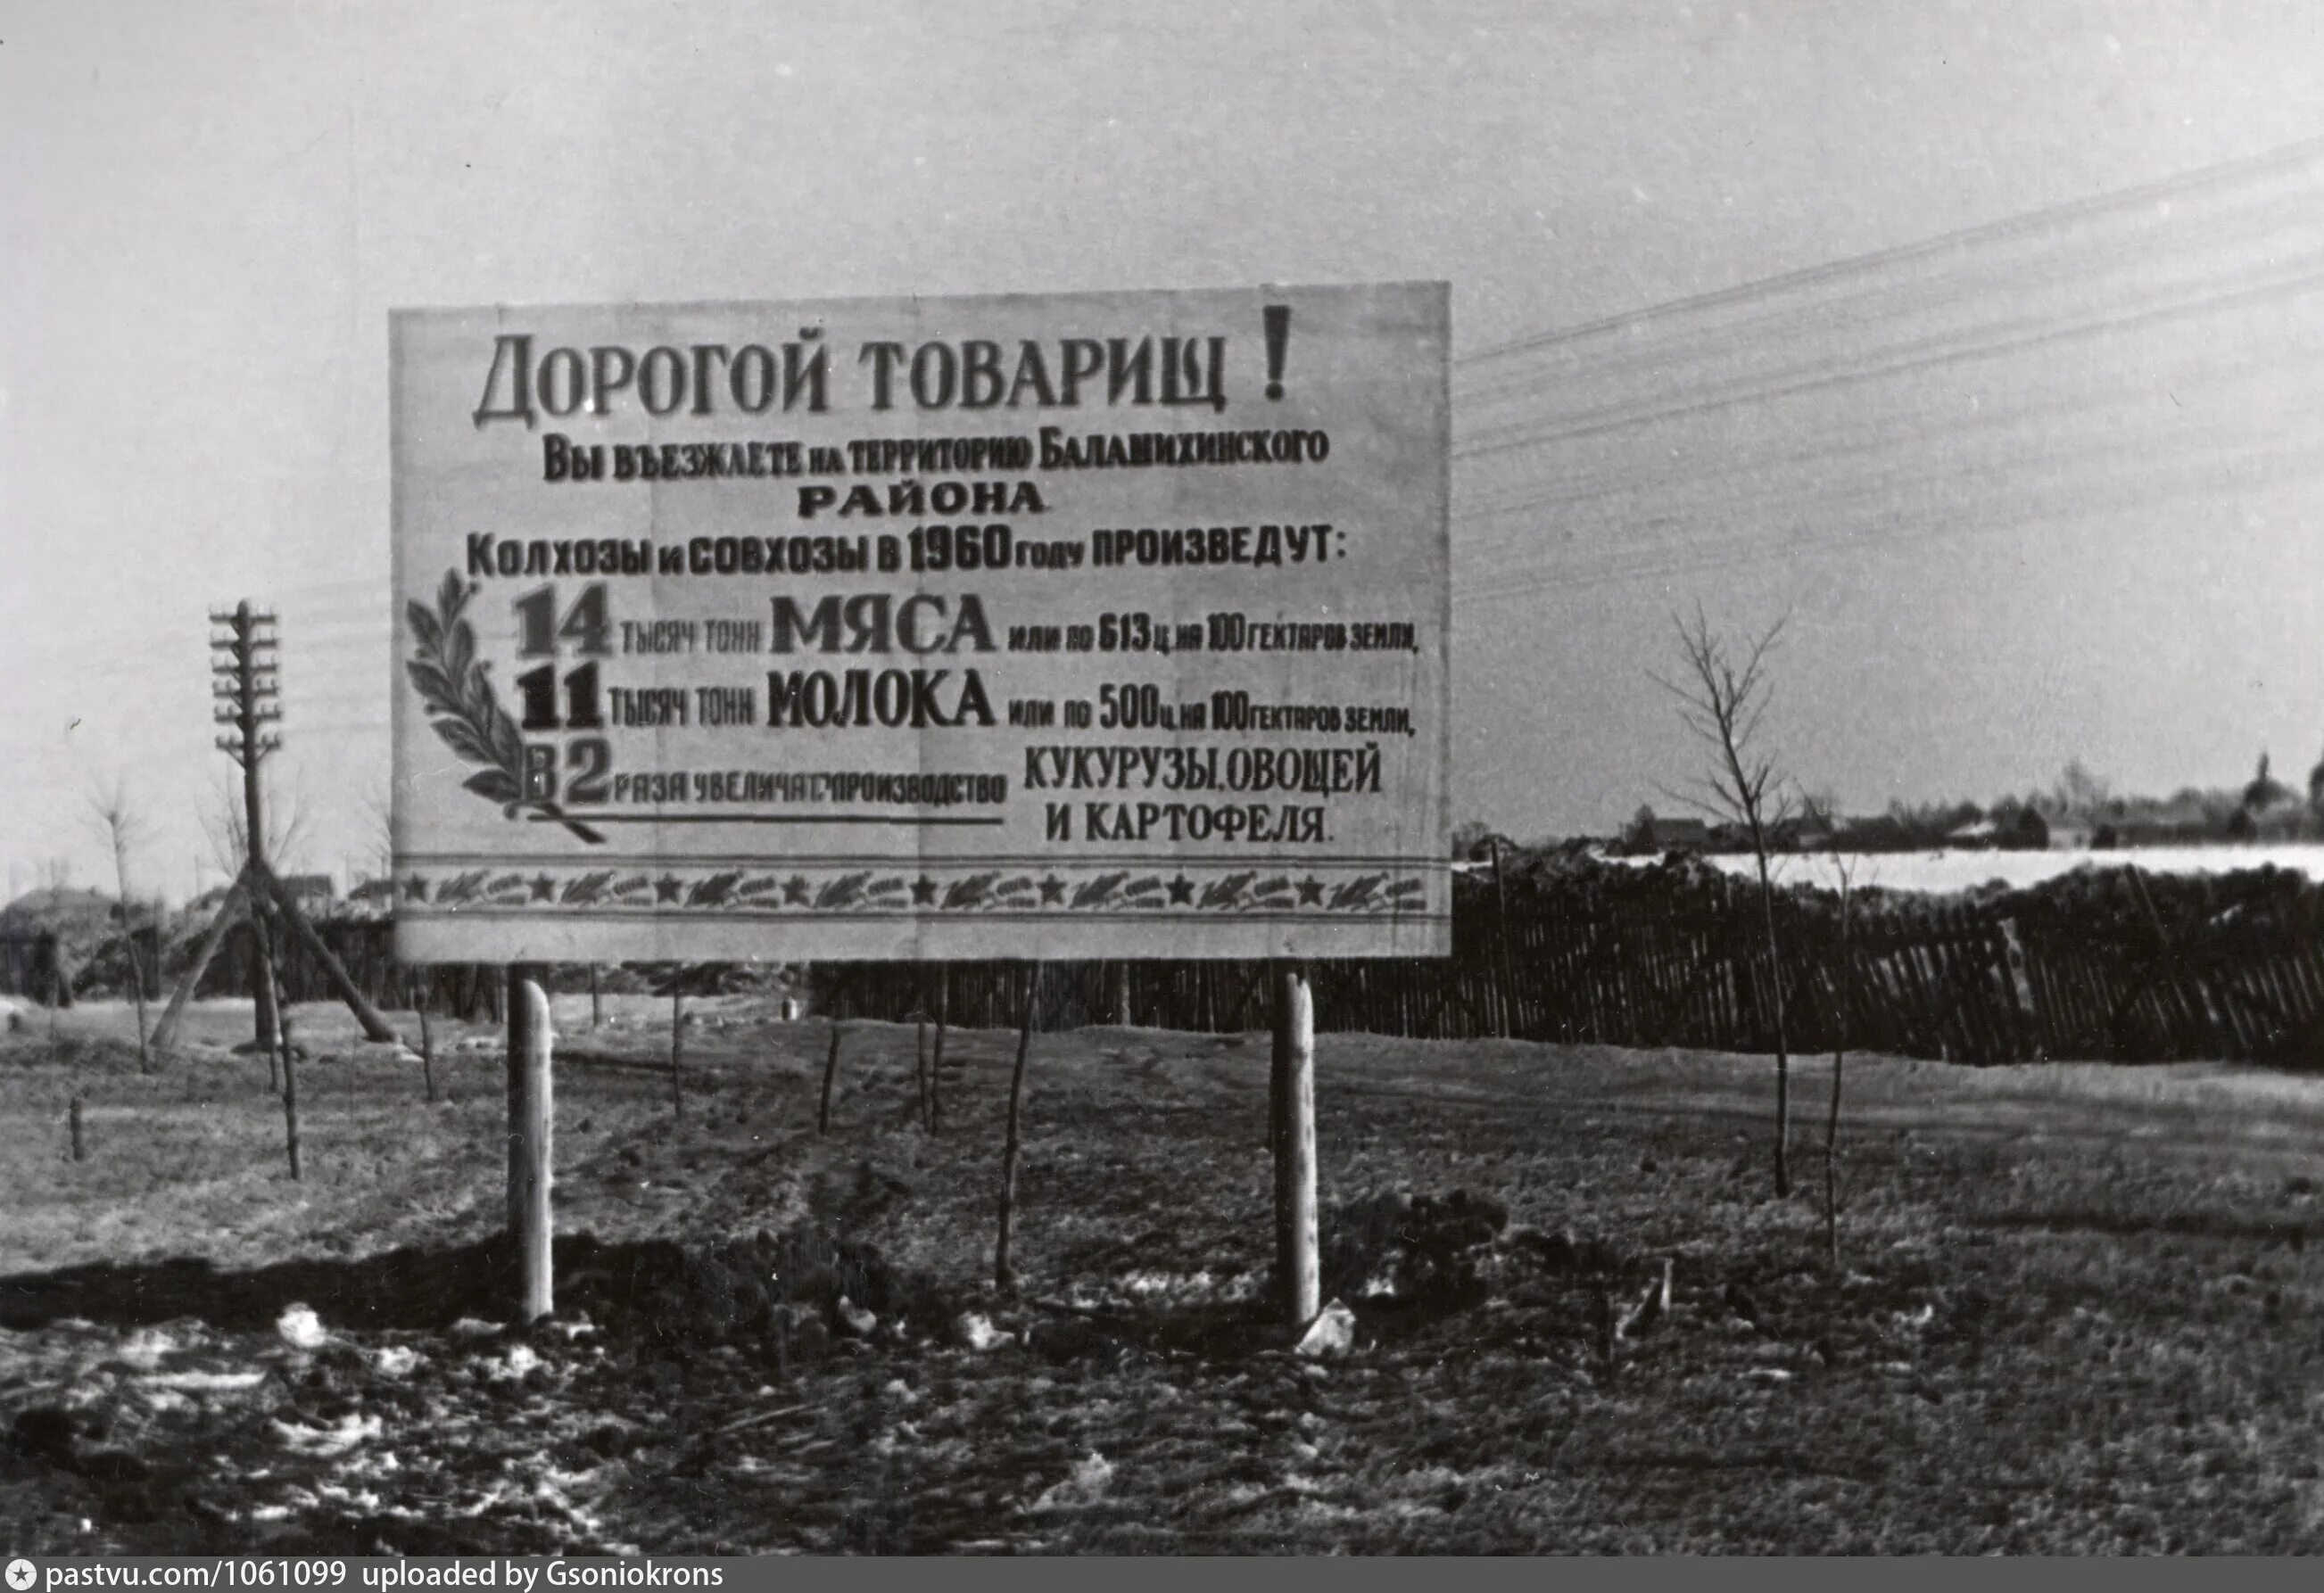 Дорогой товарищ!
Вы въезжаете на территорию Балашихинского
района
Колхозы и совхозы в 1960 году произведут:
14 тысяч тонн МЯСА или по 613 ц. на 100 гектаров земли,
11 тысяч тонн МОЛОКА или по 500 ц. на 100 гектаров земли,
В 2 раза увеличат производство КУКУРУЗЫ, ОВОЩЕЙ
И КАРТОФЕЛЯ.
pastvu.com/1061099 uploaded by Gsoniokrons